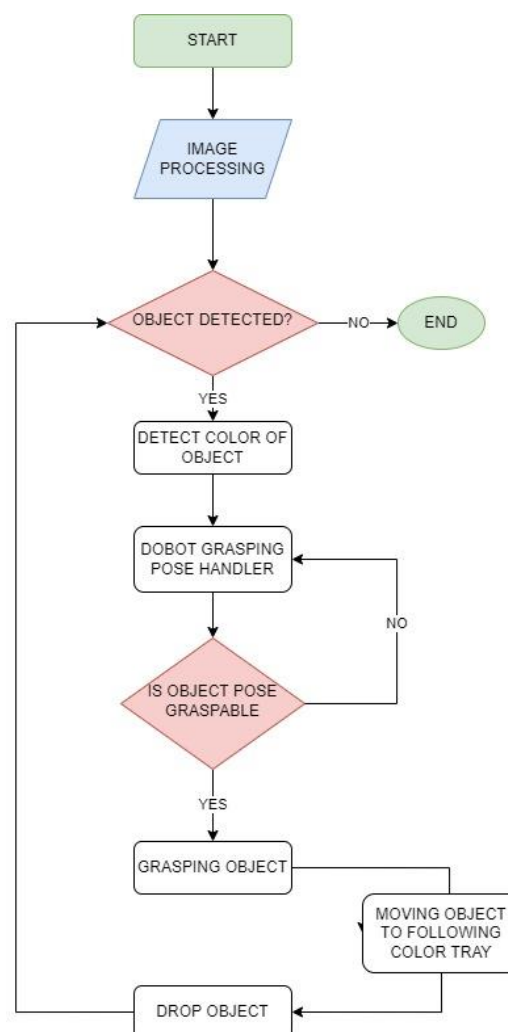 START
IMAGE
PROCESSING
OBJECT DETECTED?
NO
END
YES
DETECT COLOR OF
OBJECT
DOBOT GRASPING
POSE HANDLER
NO
IS OBJECT POSE
GRASPABLE
YES
GRASPING OBJECT
MOVING OBJECT
TO FOLLOWING
COLOR TRAY
DROP OBJECT